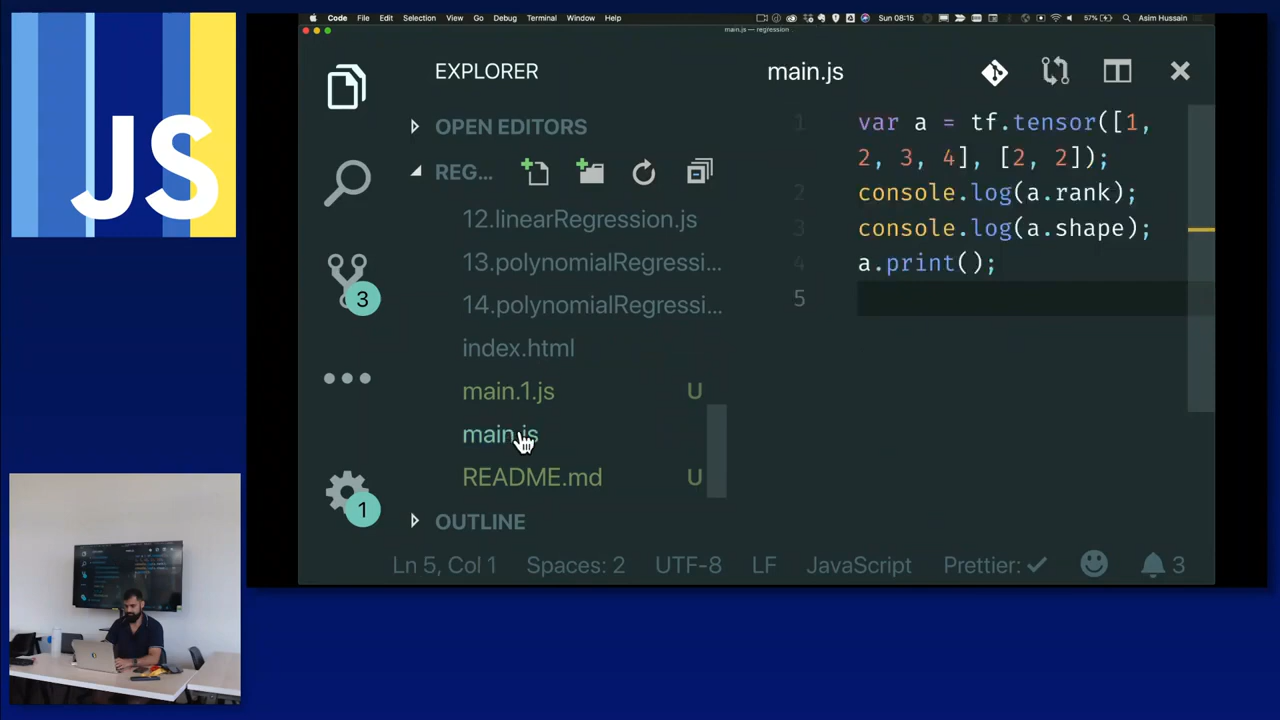 JS
Code File Edit Selection View Go Debug Terminal Window Help
57% Sun 08:15 Asim Hussain
main.js — regression
EXPLORER
OPEN EDITORS
REG...
12.linearRegression.js
13.polynomialRegressi...
14.polynomialRegressi...
index.html
main.1.js U
main.js
README.md U
OUTLINE
3
1
main.js
1 var a = tf.tensor([1,
2, 3, 4], [2, 2]);
2 console.log(a.rank);
3 console.log(a.shape);
4 a.print();
5
Ln 5, Col 1 Spaces: 2 UTF-8 LF JavaScript Prettier: ✓ 3